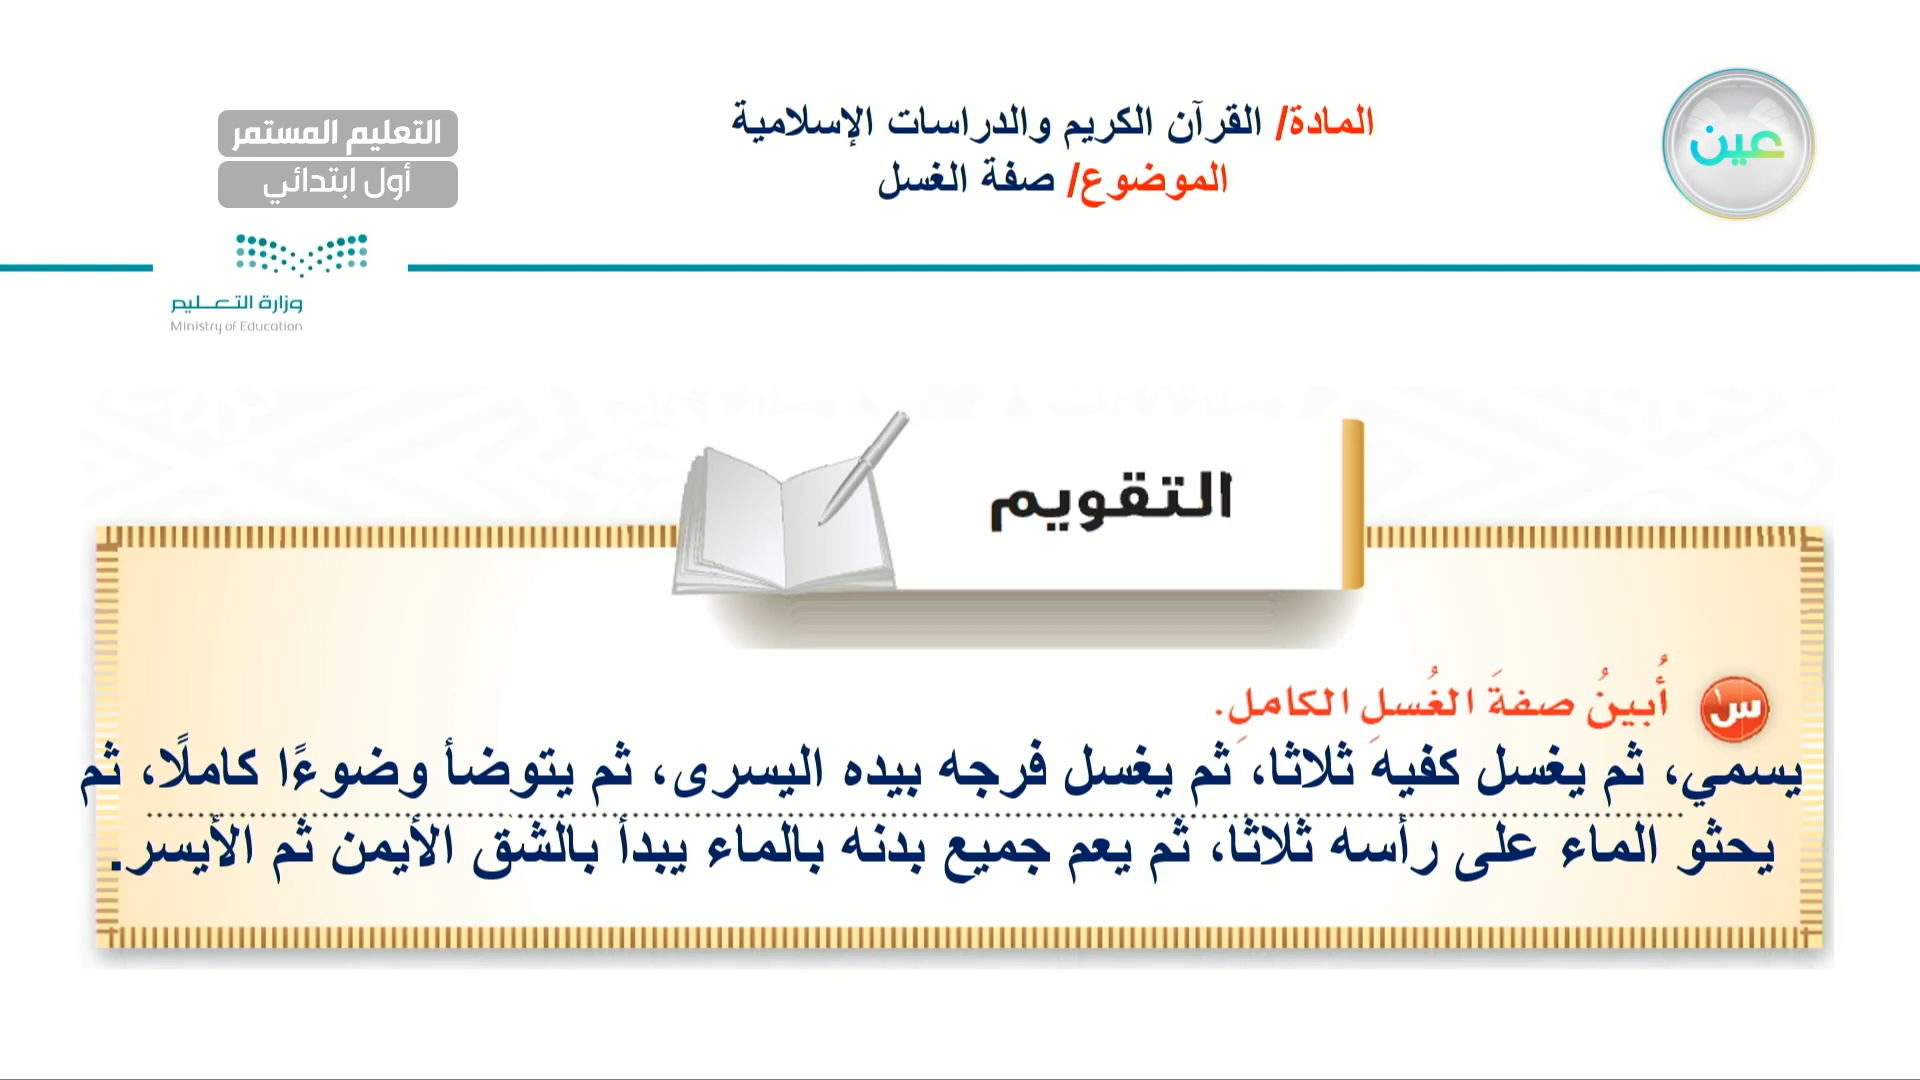 المادة/ القرآن الكريم والدراسات الإسلامية
الموضوع/ صفة الغسل
عين
التعليم المستمر
أول ابتدائي
وزارة التعليم
Ministry of Education
التقويم
س١ أُبينُ صفةَ الغُسلِ الكاملِ.
يسمي، ثم يغسل كفيه ثلاثا، ثم يغسل فرجه بيده اليسرى، ثم يتوضأ وضوءًا كاملًا، ثم
يحثو الماء على رأسه ثلاثا، ثم يعم جميع بدنه بالماء يبدأ بالشق الأيمن ثم الأيسر.